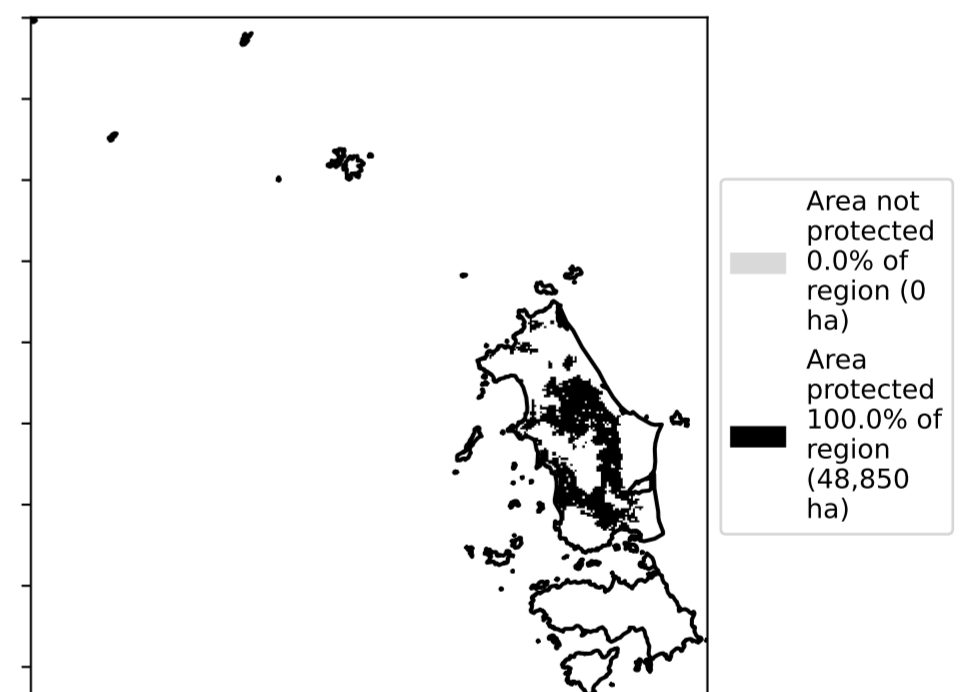 Area not
protected
0.0% of
region (0
ha)
Area
protected
100.0% of
region
(48,850
ha)